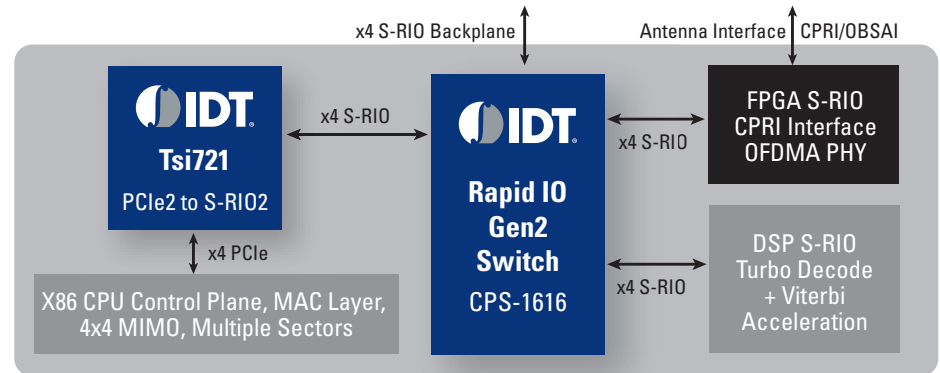 x4 S-RIO Backplane
Antenna Interface
CPRI/OBSAI
IDT.
Tsi721
PCIe2 to S-RIO2
x4 S-RIO
IDT.
Rapid IO
Gen2
Switch
CPS-1616
x4 S-RIO
FPGA S-RIO
CPRI Interface
OFDMA PHY
x4 PCIe
X86 CPU Control Plane, MAC Layer,
4x4 MIMO, Multiple Sectors
x4 S-RIO
DSP S-RIO
Turbo Decode
+ Viterbi
Acceleration